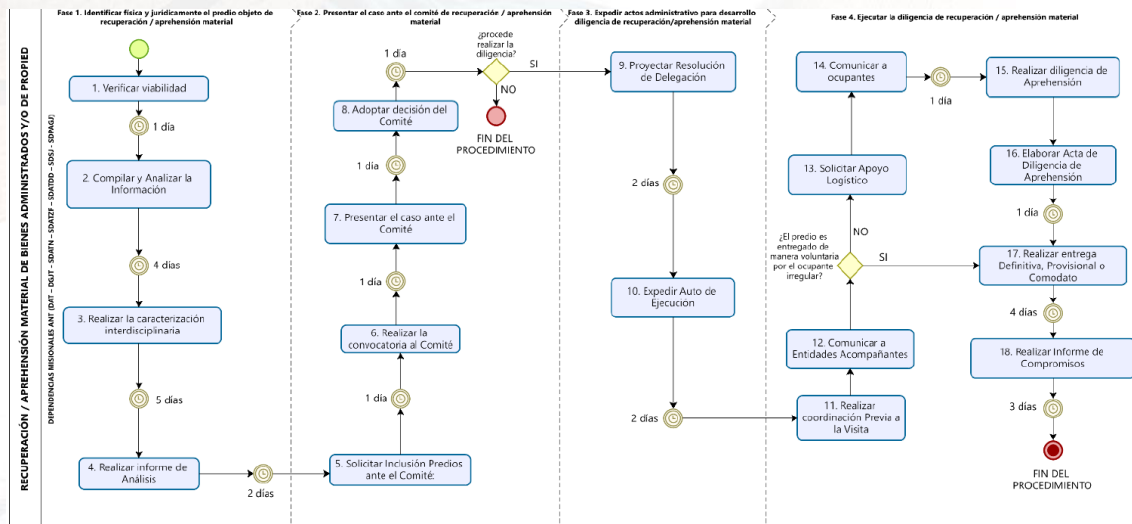 RECUPERACIÓN / APREHENSIÓN MATERIAL DE BIENES ADMINISTRADOS Y/O DE PROPIED
DEPENDENCIAS MISIONALES ANT (DAT – DGJT – SDATN – SDATZF – SDATDD – SDSJ – SDPAGJ)
Fase 1. Identificar física y jurídicamente el predio objeto de
recuperación / aprehensión material
1. Verificar viabilidad
1 día
2. Compilar y Analizar la
Información
4 días
3. Realizar la caracterización
interdisciplinaria
5 días
4. Realizar informe de
Análisis
2 días
Fase 2. Presentar el caso ante el comité de recuperación / aprehensión
material
5. Solicitar Inclusión Predios
ante el Comité:
1 día
6. Realizar la
convocatoria al Comité
1 día
7. Presentar el caso ante el
Comité
1 día
8. Adoptar decisión del
Comité
1 día
¿procede
realizar la
diligencia?
SI
NO
FIN DEL
PROCEDIMIENTO
Fase 3. Expedir actos administrativo para desarrollo
diligencia de recuperación/aprehensión material
9. Proyectar Resolución
de Delegación
2 días
10. Expedir Auto de
Ejecución
2 días
Fase 4. Ejecutar la diligencia de recuperación / aprehensión material
11. Realizar
coordinación Previa a
la Visita
12. Comunicar a
Entidades Acompañantes
¿El predio es
entregado de
manera voluntaria
por el ocupante
irregular?
NO
SI
13. Solicitar Apoyo
Logístico
14. Comunicar a
ocupantes
1 día
15. Realizar diligencia de
Aprehensión
16. Elaborar Acta de
Diligencia de
Aprehensión
1 día
17. Realizar entrega
Definitiva, Provisional o
Comodato
4 días
18. Realizar Informe de
Compromisos
3 días
FIN DEL
PROCEDIMIENTO